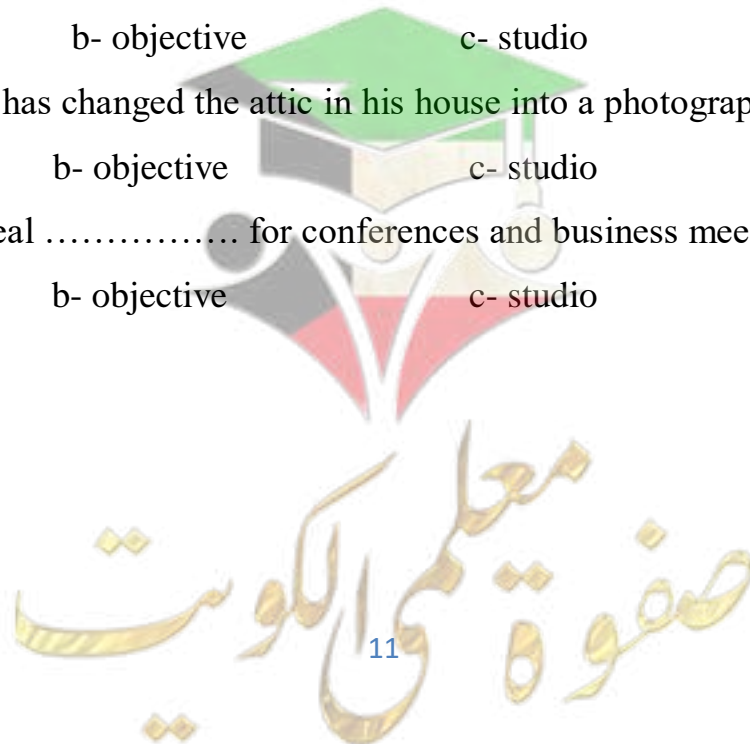 b- objective c- studio
has changed the attic in his house into a photograp
b- objective c- studio
eal ................ for conferences and business mee
b- objective c- studio
صفوة معلمى الكويت
11